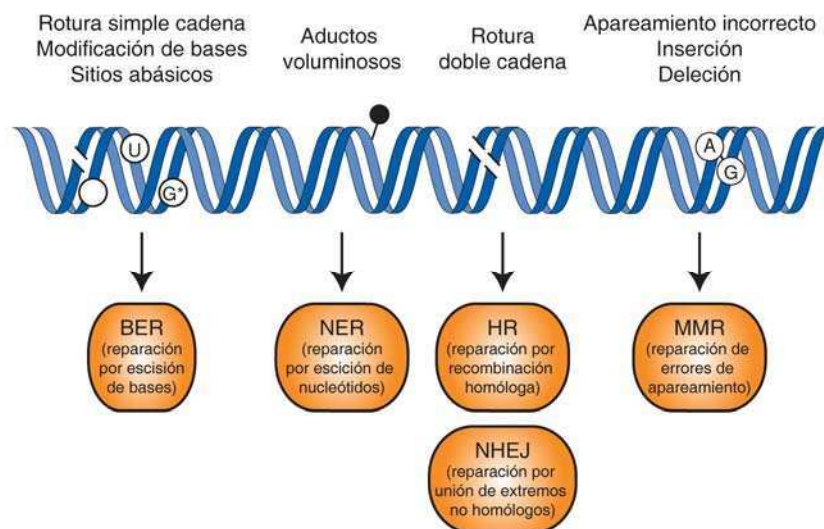 Rotura simple cadena
Modificación de bases
Sitios abásicos
Aductos
voluminosos
Rotura
doble cadena
Apareamiento incorrecto
Inserción
Deleción
U
G*
A
G
BER
(reparación
por escisión
de bases)
NER
(reparación
por escición de
nucleótidos)
HR
(reparación por
recombinación
homóloga)
MMR
(reparación de
errores de
apareamiento)
NHEJ
(reparación por
unión de extremos
no homólogos)